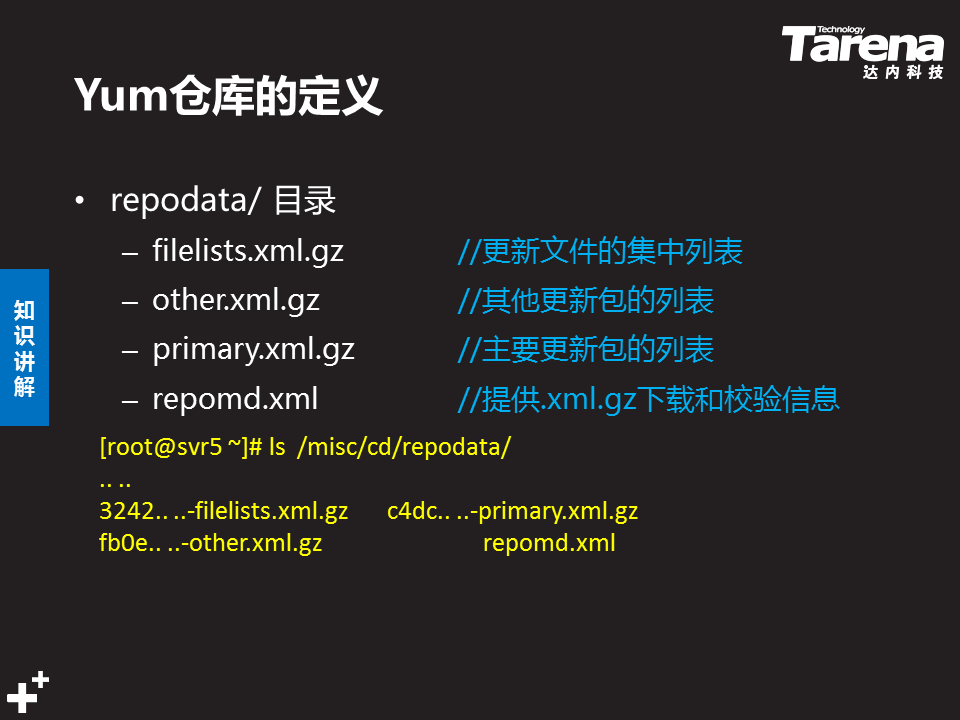 Technology
Tarena
达内科技
Yum仓库的定义
• repodata/ 目录
– filelists.xml.gz //更新文件的集中列表
– other.xml.gz //其他更新包的列表
– primary.xml.gz //主要更新包的列表
– repomd.xml //提供.xml.gz下载和校验信息
知识讲解
[root@svr5 ~]# ls /misc/cd/repodata/
.. ..
3242.. ..-filelists.xml.gz c4dc.. ..-primary.xml.gz
fb0e.. ..-other.xml.gz repomd.xml